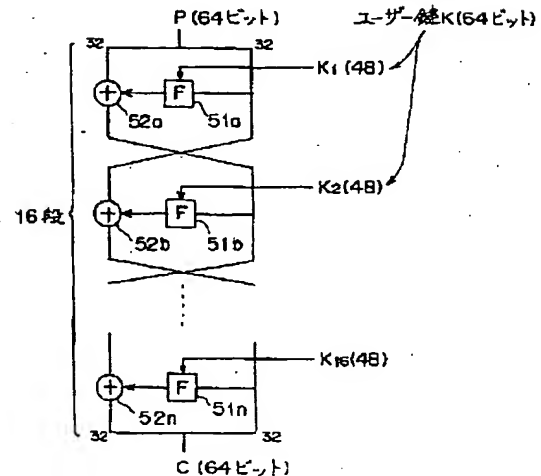 P(64ビット)
ユーザー鍵K(64ビット)
32
32
K1(48)
F
52a
51a
K2(48)
F
16段
52b
51b
K16(48)
F
52n
51n
32
32
C(64ビット)